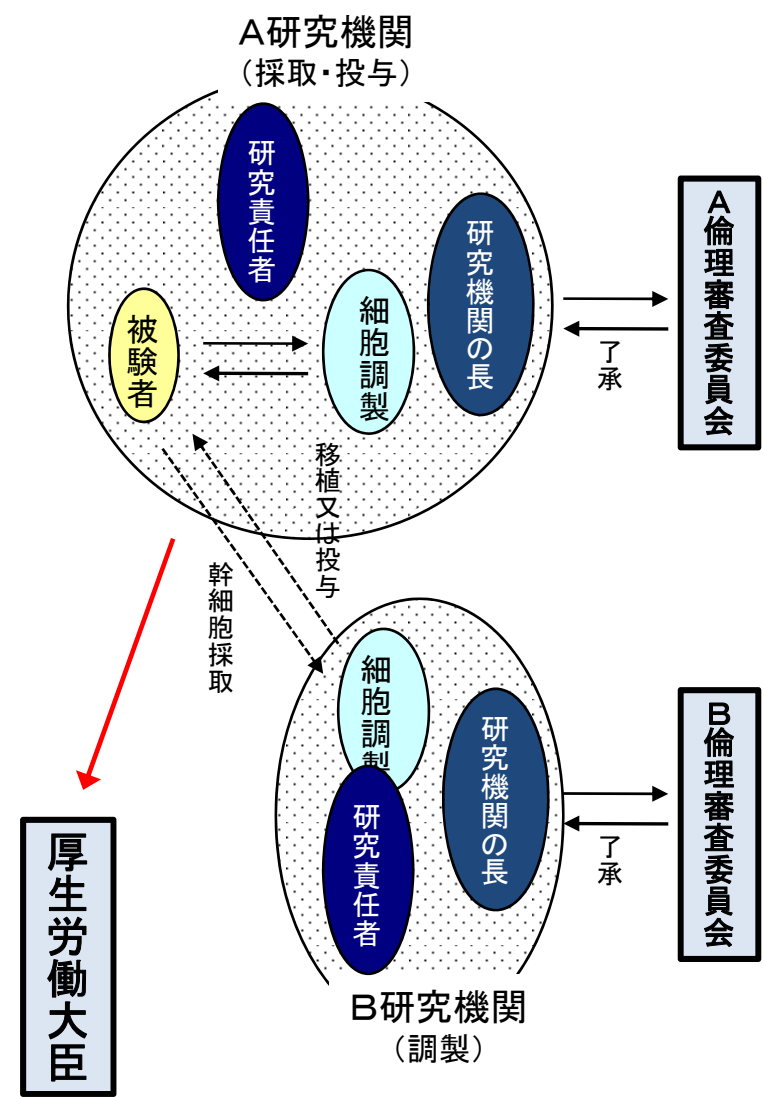 A研究機関
（採取・投与）
研究責任者
研究機関の長
被験者
細胞調製
A倫理審査委員会
了承
移植又は投与
幹細胞採取
細胞調製
研究責任者
研究機関の長
B倫理審査委員会
了承
厚生労働大臣
B研究機関
（調製）